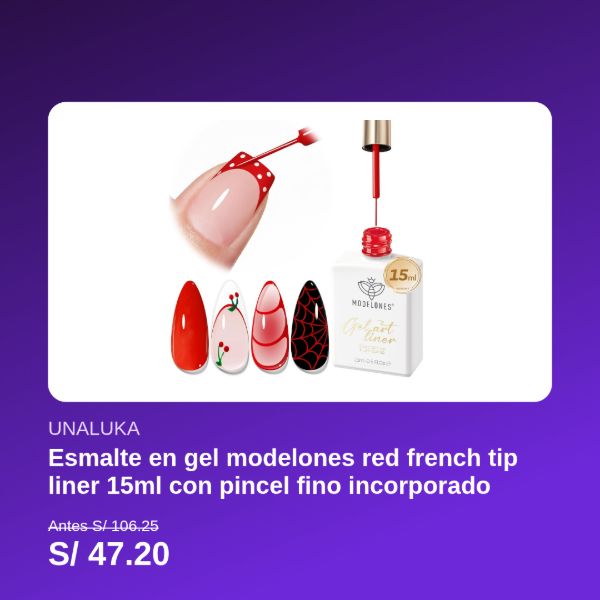 15ml
MODELONES®
Gel art
liner
UNALUKA
Esmalte en gel modelones red french tip
liner 15ml con pincel fino incorporado
Antes S/ 106.25
S/ 47.20